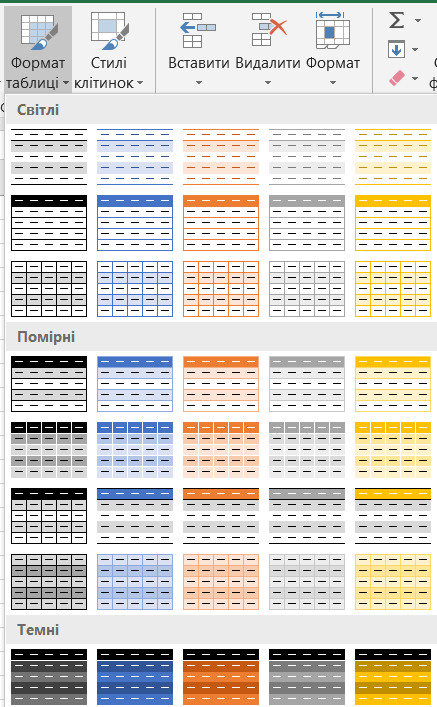 Формат Стилі Вставити Видалити Формат
таблиці клітинок
Світлі
Помірні
Темні